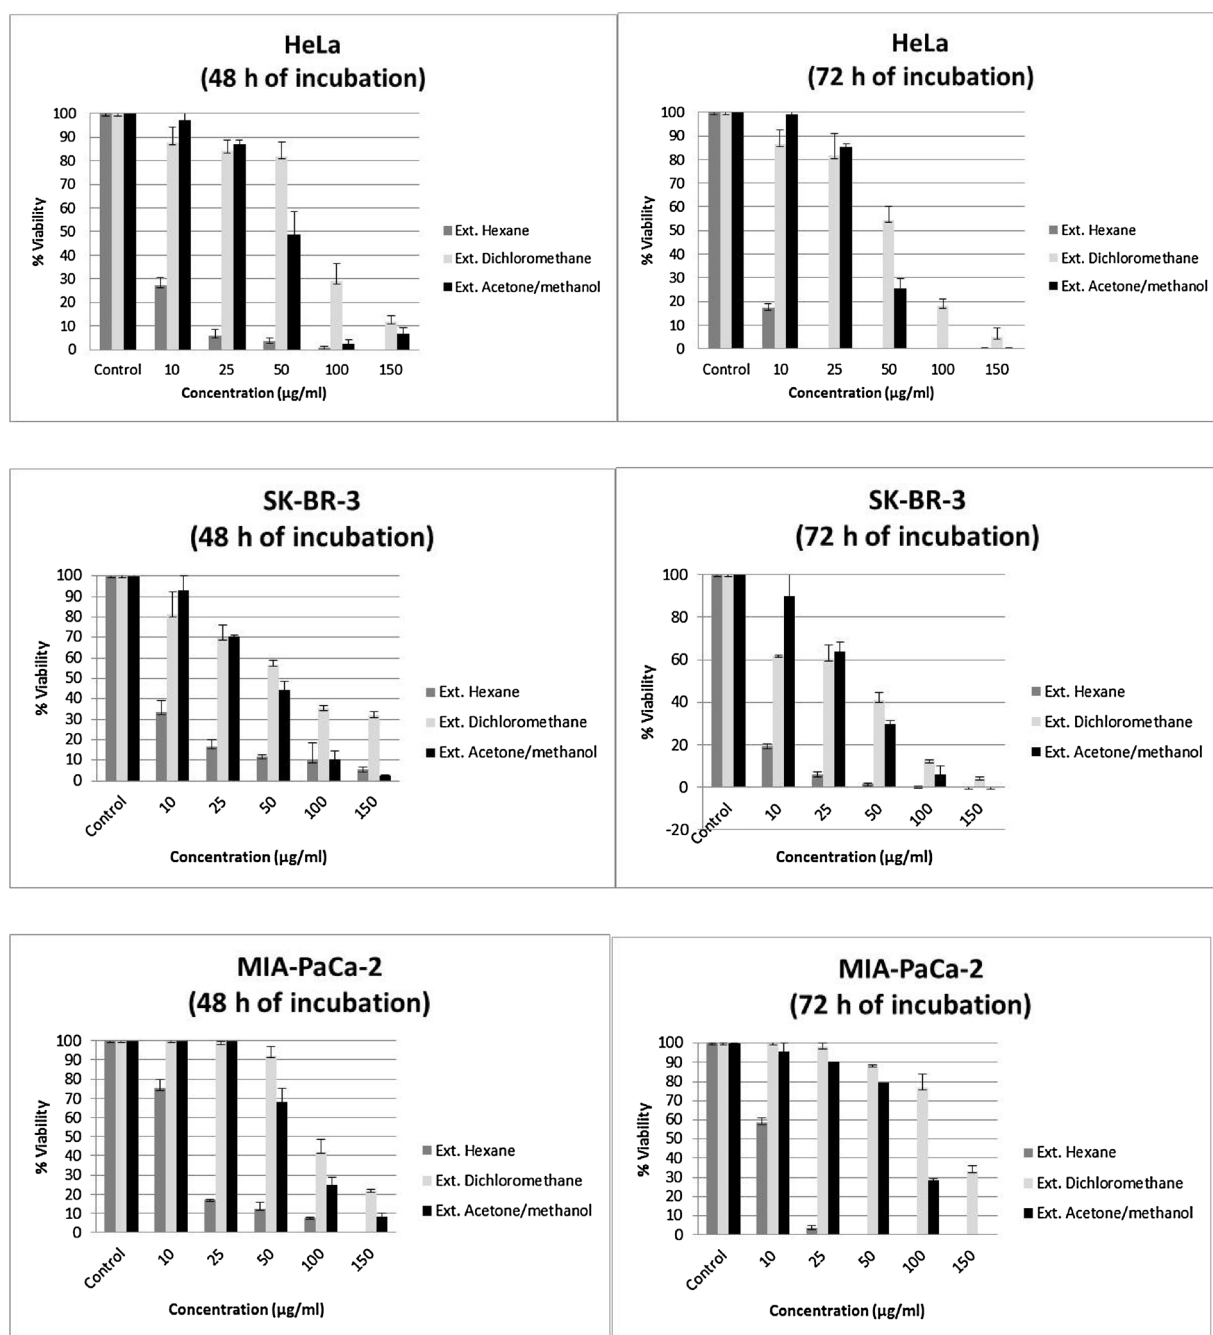 HeLa
(48 h of incubation)
% Viability
100
90
80
70
60
50
40
30
20
10
0
Control 10 25 50 100 150
Concentration (µg/ml)
Ext. Hexane
Ext. Dichloromethane
Ext. Acetone/methanol
HeLa
(72 h of incubation)
% Viability
100
90
80
70
60
50
40
30
20
10
0
Control 10 25 50 100 150
Concentration (µg/ml)
Ext. Hexane
Ext. Dichloromethane
Ext. Acetone/methanol
SK-BR-3
(48 h of incubation)
% Viability
100
90
80
70
60
50
40
30
20
10
0
Control 10 25 50 100 150
Concentration (µg/ml)
Ext. Hexane
Ext. Dichloromethane
Ext. Acetone/methanol
SK-BR-3
(72 h of incubation)
% Viability
100
80
60
40
20
0
-20
Control 10 25 50 100 150
Concentration (µg/ml)
Ext. Hexane
Ext. Dichloromethane
Ext. Acetone/methanol
MIA-PaCa-2
(48 h of incubation)
% Viability
100
90
80
70
60
50
40
30
20
10
0
Control 10 25 50 100 150
Concentration (µg/ml)
Ext. Hexane
Ext. Dichloromethane
Ext. Acetone/methanol
MIA-PaCa-2
(72 h of incubation)
% Viability
100
90
80
70
60
50
40
30
20
10
0
Control 10 25 50 100 150
Concentration (µg/ml)
Ext. Hexane
Ext. Dichloromethane
Ext. Acetone/methanol